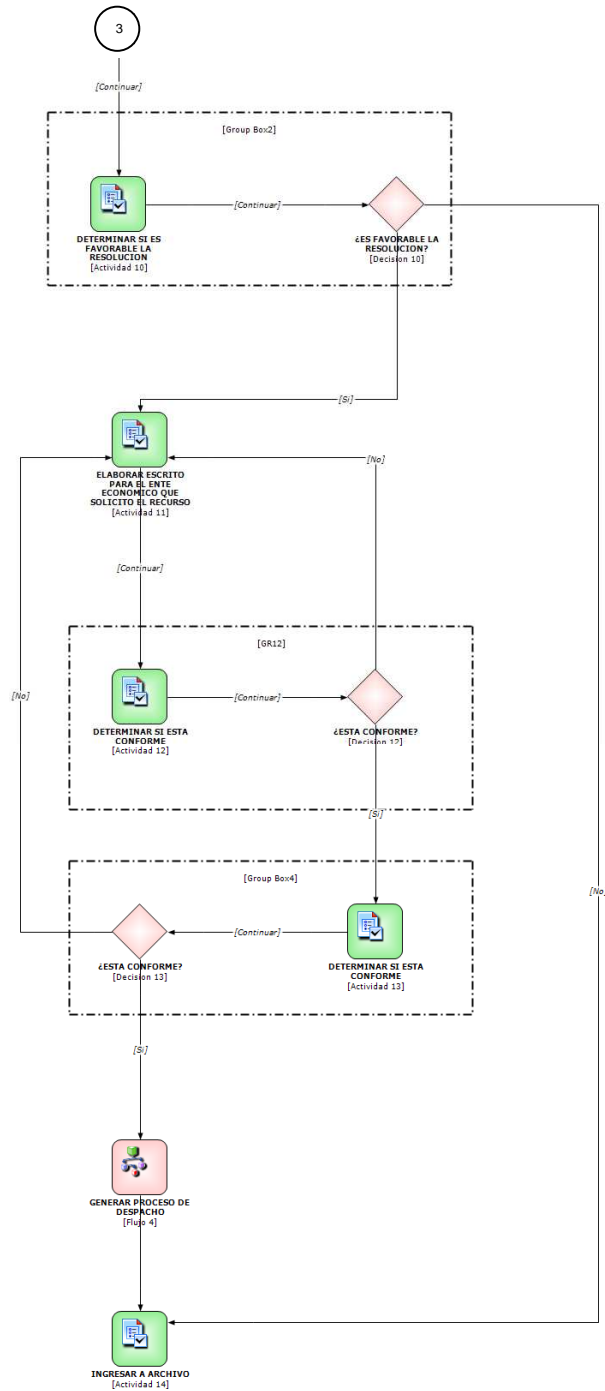 3
[Continuar]
[Group Box2]
[Continuar]
DETERMINAR SI ES
FAVORABLE LA
RESOLUCION
[Actividad 10]
¿ES FAVORABLE LA
RESOLUCION?
[Decision 10]
[Si]
[No]
ELABORAR ESCRITO
PARA EL ENTE
ECONOMICO QUE
SOLICITO EL RECURSO
[Actividad 11]
[Continuar]
[GR12]
[No]
[Continuar]
DETERMINAR SI ESTA
CONFORME
[Actividad 12]
¿ESTA CONFORME?
[Decision 12]
[Si]
[Group Box4]
[No]
[Continuar]
¿ESTA CONFORME?
[Decision 13]
DETERMINAR SI ESTA
CONFORME
[Actividad 13]
[Si]
GENERAR PROCESO DE
DESPACHO
[Flujo 4]
INGRESAR A ARCHIVO
[Actividad 14]